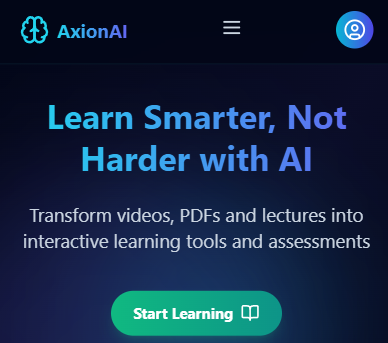 AxionAI
Learn Smarter, Not
Harder with AI
Transform videos, PDFs and lectures into
interactive learning tools and assessments
Start Learning